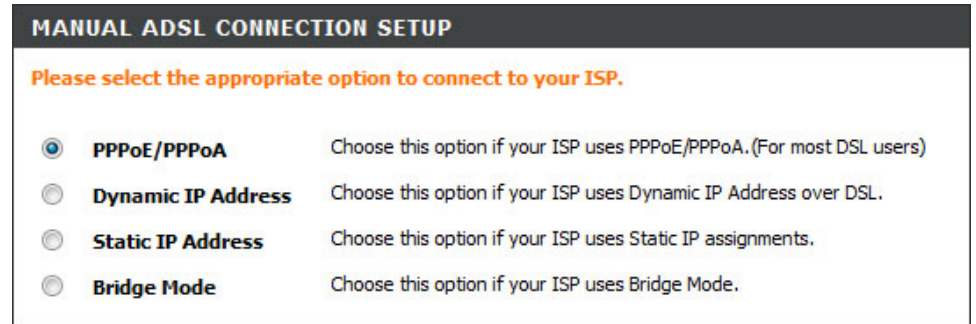 MANUAL ADSL CONNECTION SETUP
Please select the appropriate option to connect to your ISP.
PPPoE/PPPoA Choose this option if your ISP uses PPPoE/PPPoA.(For most DSL users)
Dynamic IP Address Choose this option if your ISP uses Dynamic IP Address over DSL.
Static IP Address Choose this option if your ISP uses Static IP assignments.
Bridge Mode Choose this option if your ISP uses Bridge Mode.